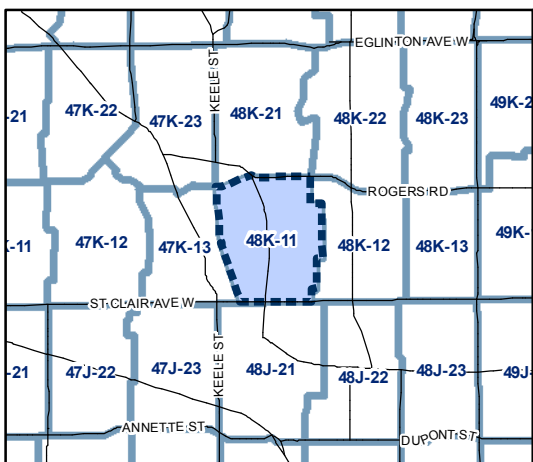 EGLINTON AVE W
KEELE ST
-21
47K-22
47K-23
48K-21
48K-22
48K-23
49K-2
ROGERS RD
-11
47K-12
47K-13
48K-11
48K-12
48K-13
49K-
ST CLAIR AVE W
KEELE ST
-21
47J-22
47J-23
48J-21
48J-22
48J-23
49J-
ANNETTE ST
DUPONT ST